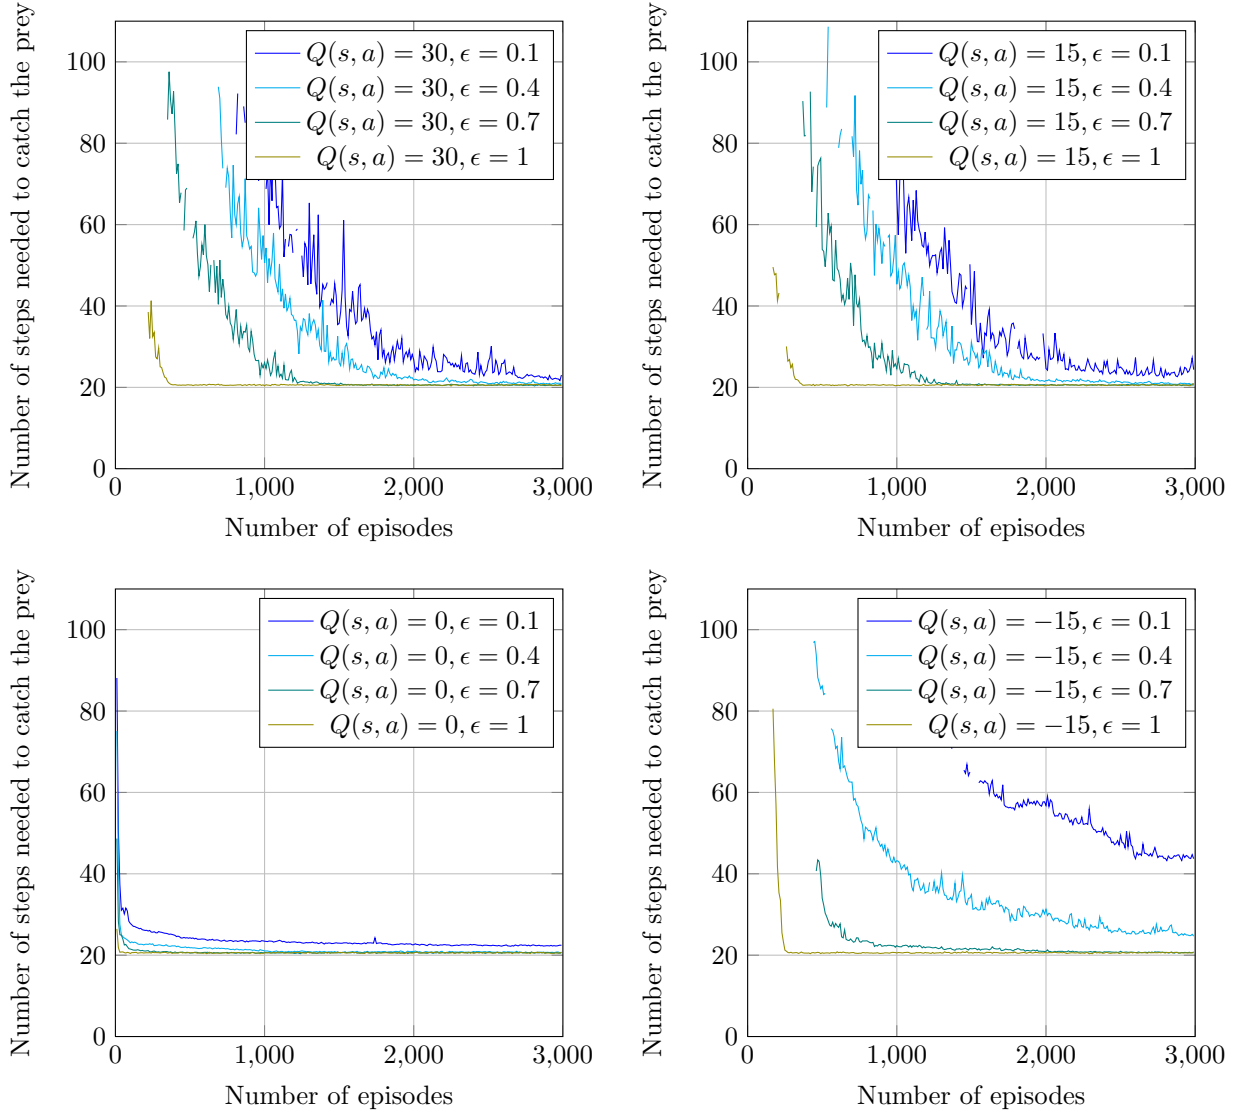 Number of steps needed to catch the prey
100
80
60
40
20
0
0 1,000 2,000 3,000
Number of episodes
Q(s, a) = 30, ϵ = 0.1
Q(s, a) = 30, ϵ = 0.4
Q(s, a) = 30, ϵ = 0.7
Q(s, a) = 30, ϵ = 1
Number of steps needed to catch the prey
100
80
60
40
20
0
0 1,000 2,000 3,000
Number of episodes
Q(s, a) = 15, ϵ = 0.1
Q(s, a) = 15, ϵ = 0.4
Q(s, a) = 15, ϵ = 0.7
Q(s, a) = 15, ϵ = 1
Number of steps needed to catch the prey
100
80
60
40
20
0
0 1,000 2,000 3,000
Number of episodes
Q(s, a) = 0, ϵ = 0.1
Q(s, a) = 0, ϵ = 0.4
Q(s, a) = 0, ϵ = 0.7
Q(s, a) = 0, ϵ = 1
Number of steps needed to catch the prey
100
80
60
40
20
0
0 1,000 2,000 3,000
Number of episodes
Q(s, a) = −15, ϵ = 0.1
Q(s, a) = −15, ϵ = 0.4
Q(s, a) = −15, ϵ = 0.7
Q(s, a) = −15, ϵ = 1